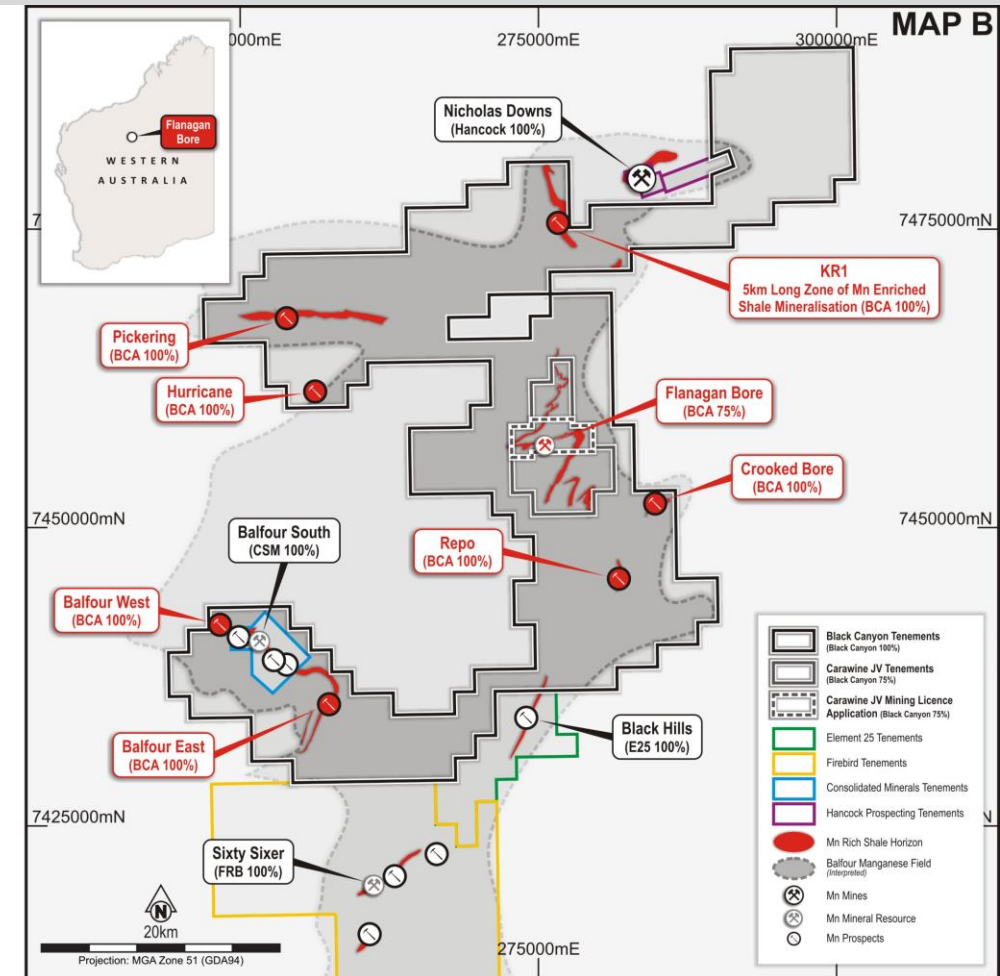 MAP B
000mE
275000mE
300000mE
Flanagan
Bore
WESTERN
AUSTRALIA
Nicholas Downs
(Hancock 100%)
7
7475000mN
KR1
5km Long Zone of Mn Enriched
Shale Mineralisation (BCA 100%)
Pickering
(BCA 100%)
Hurricane
(BCA 100%)
Flanagan Bore
(BCA 75%)
Crooked Bore
(BCA 100%)
7450000mN
7450000mN
Balfour South
(CSM 100%)
Repo
(BCA 100%)
Balfour West
(BCA 100%)
Balfour East
(BCA 100%)
Black Hills
(E25 100%)
7425000mN
N
Sixty Sixer
(FRB 100%)
Black Canyon Tenements
(Black Canyon 100%)
Carawine JV Tenements
(Black Canyon 75%)
Carawine JV Mining Licence
Application (Black Canyon 75%)
Element 25 Tenements
Firebird Tenements
Consolidated Minerals Tenements
Hancock Prospecting Tenements
Mn Rich Shale Horizon
Balfour Manganese Field
(Interpreted)
Mn Mines
Mn Mineral Resource
Mn Prospects
N
20km
Projection: MGA Zone 51 (GDA94)
275000mE